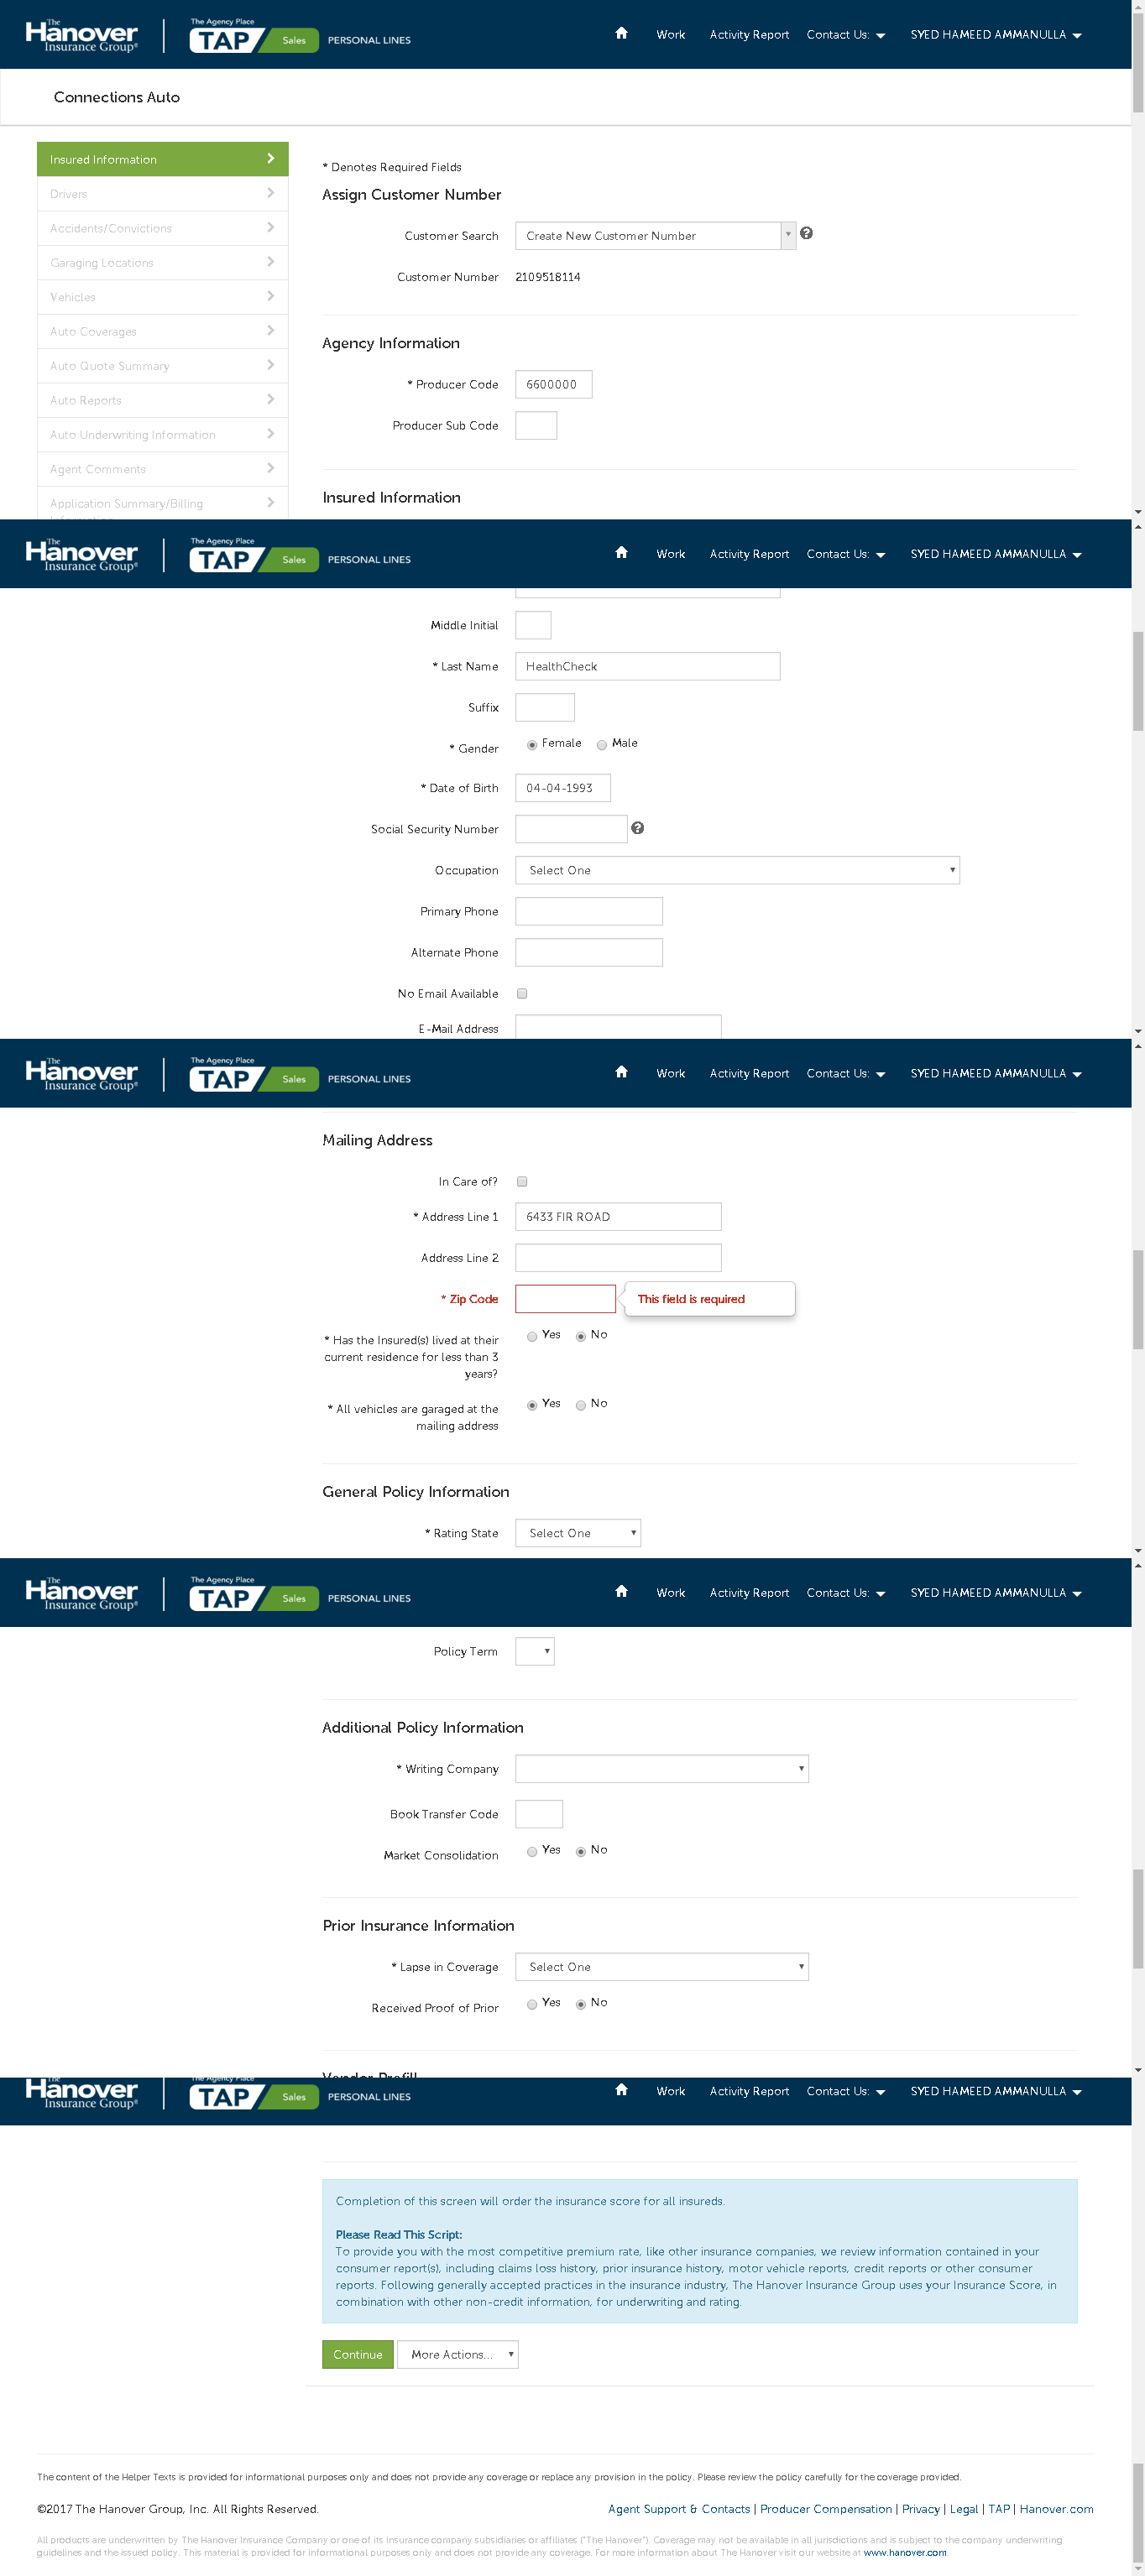 The
Hanover
Insurance Group®
The Agency Place
TAP Sales PERSONAL LINES
Work Activity Report Contact Us: SYED HAMEED AMMANULLA
Connections Auto
Insured Information
Drivers
Accidents/Convictions
Garaging Locations
Vehicles
Auto Coverages
Auto Quote Summary
Auto Reports
Auto Underwriting Information
Agent Comments
Application Summary/Billing
* Denotes Required Fields
Assign Customer Number
Customer Search Create New Customer Number
Customer Number 2109518114
Agency Information
* Producer Code 6600000
Producer Sub Code
Insured Information
The
Hanover
Insurance Group®
The Agency Place
TAP Sales PERSONAL LINES
Work Activity Report Contact Us: SYED HAMEED AMMANULLA
Middle Initial
* Last Name HealthCheck
Suffix
* Gender Female Male
* Date of Birth 04-04-1993
Social Security Number
Occupation Select One
Primary Phone
Alternate Phone
No Email Available
E-Mail Address
The
Hanover
Insurance Group®
The Agency Place
TAP Sales PERSONAL LINES
Work Activity Report Contact Us: SYED HAMEED AMMANULLA
Mailing Address
In Care of?
* Address Line 1 6433 FIR ROAD
Address Line 2
* Zip Code This field is required
* Has the Insured(s) lived at their Yes No
current residence for less than 3
years?
* All vehicles are garaged at the Yes No
mailing address
General Policy Information
* Rating State Select One
The
Hanover
Insurance Group®
The Agency Place
TAP Sales PERSONAL LINES
Work Activity Report Contact Us: SYED HAMEED AMMANULLA
Policy Term
Additional Policy Information
* Writing Company
Book Transfer Code
Market Consolidation Yes No
Prior Insurance Information
* Lapse in Coverage Select One
Received Proof of Prior Yes No
Vendor Prefill
Hanover
Insurance Group®
TAP Sales PERSONAL LINES
Work Activity Report Contact Us: SYED HAMEED AMMANULLA
Completion of this screen will order the insurance score for all insureds.
Please Read This Script:
To provide you with the most competitive premium rate, like other insurance companies, we review information contained in your
consumer report(s), including claims loss history, prior insurance history, motor vehicle reports, credit reports or other consumer
reports. Following generally accepted practices in the insurance industry, The Hanover Insurance Group uses your Insurance Score, in
combination with other non-credit information, for underwriting and rating.
Continue More Actions...
The content of the Helper Texts is provided for informational purposes only and does not provide any coverage or replace any provision in the policy. Please review the policy carefully for the coverage provided.
©2017 The Hanover Group, Inc. All Rights Reserved. Agent Support & Contacts | Producer Compensation | Privacy | Legal | TAP | Hanover.com
All products are underwritten by The Hanover Insurance Company or one of its insurance company subsidiaries or affiliates ("The Hanover"). Coverage may not be available in all jurisdictions and is subject to the company underwriting
guidelines and the issued policy. This material is provided for informational purposes only and does not provide any coverage. For more information about The Hanover visit our website at www.hanover.com.